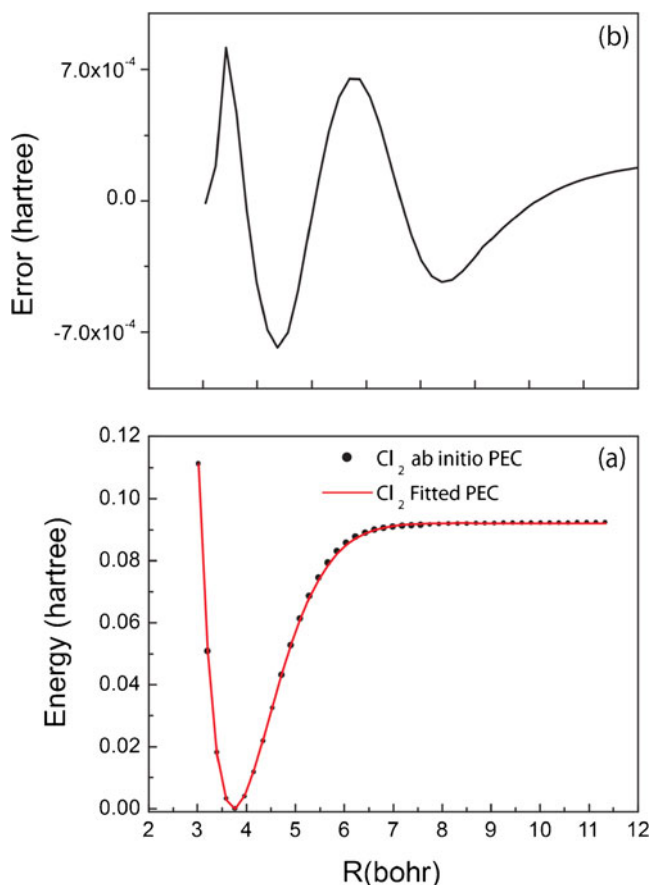 (b)
7.0x10⁻⁴
0.0
-7.0x10⁻⁴
Error (hartree)
(a)
Cl₂ ab initio PEC
Cl₂ Fitted PEC
0.12
0.10
0.08
0.06
0.04
0.02
0.00
Energy (hartree)
2 3 4 5 6 7 8 9 10 11 12
R(bohr)